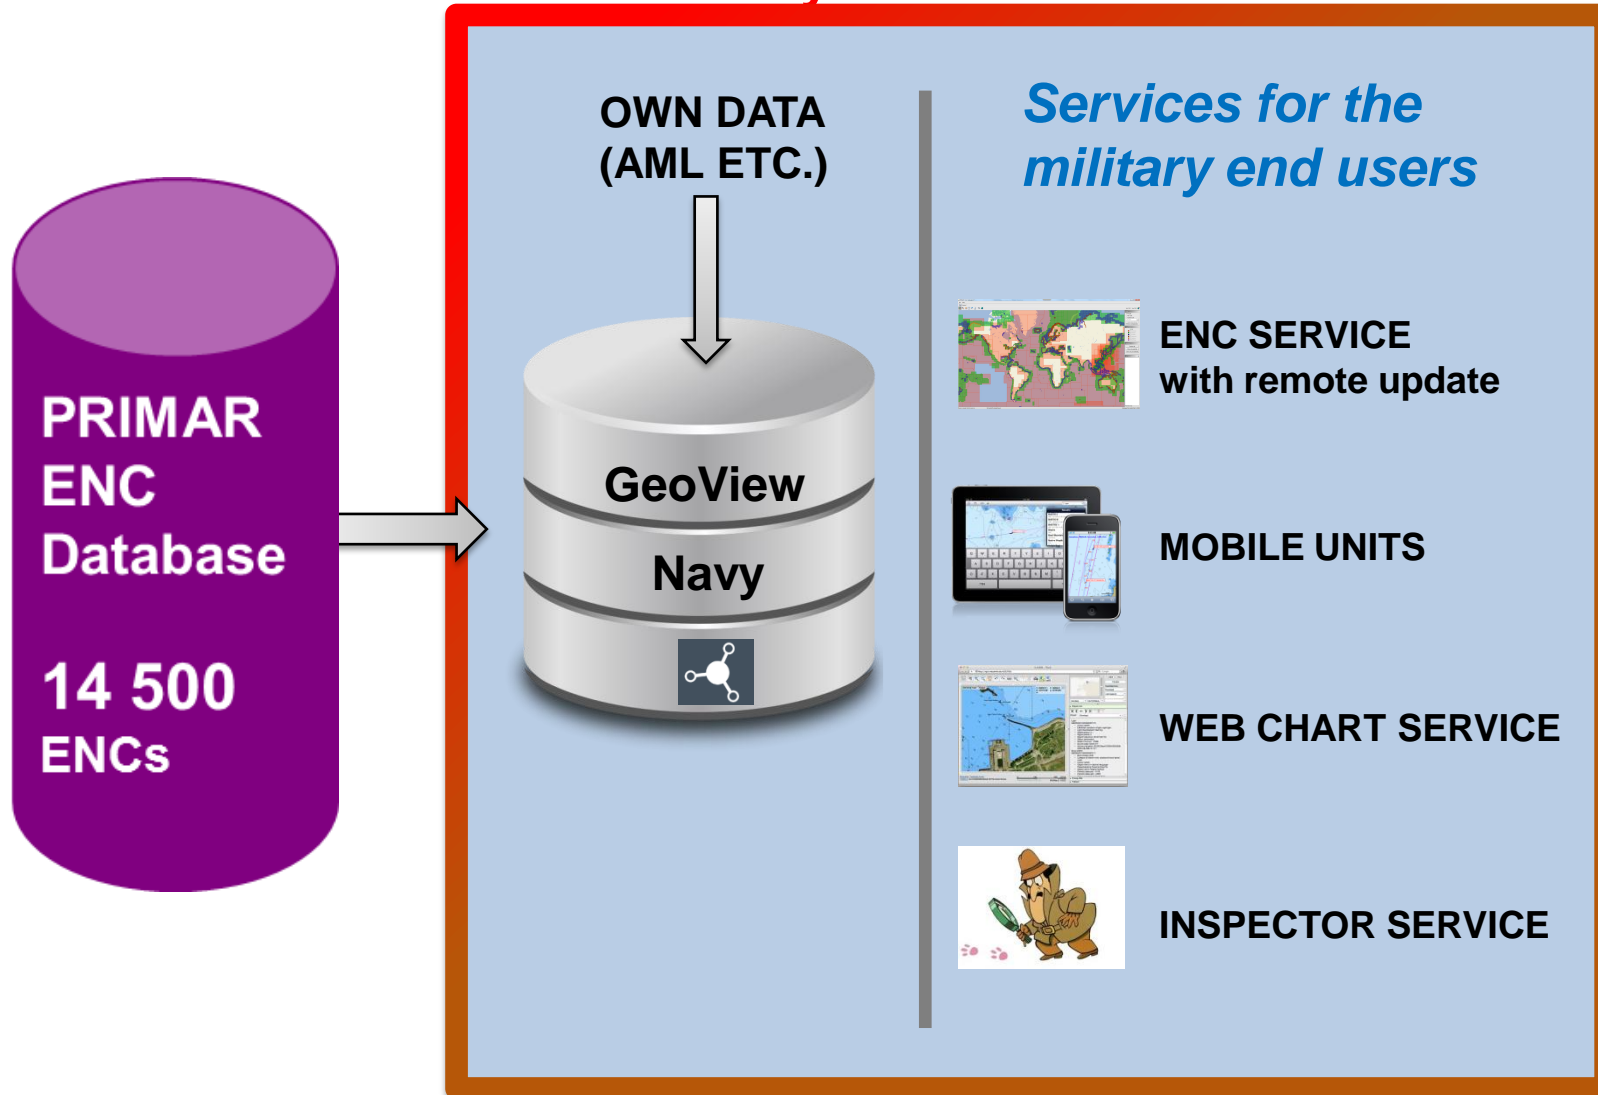 PRIMAR
ENC
Database
14 500
ENCs
OWN DATA
(AML ETC.)
GeoView
Navy
Services for the
military end users
ENC SERVICE
with remote update
MOBILE UNITS
WEB CHART SERVICE
INSPECTOR SERVICE